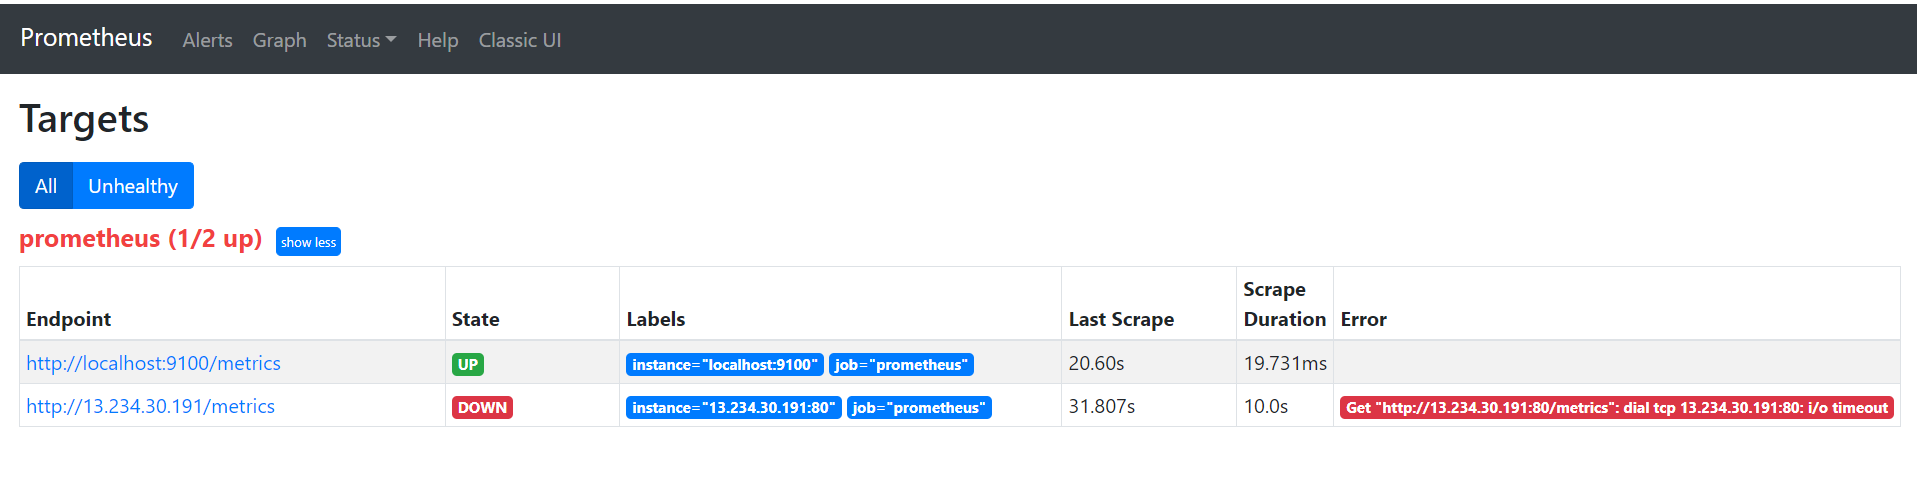 Prometheus Alerts Graph Status Help Classic UI
Targets
All Unhealthy
prometheus (1/2 up) show less
Endpoint State Labels Last Scrape Scrape Duration Error
http://localhost:9100/metrics UP instance="localhost:9100" job="prometheus" 20.60s 19.731ms
http://13.234.30.191/metrics DOWN instance="13.234.30.191:80" job="prometheus" 31.807s 10.0s Get "http://13.234.30.191:80/metrics": dial tcp 13.234.30.191:80: i/o timeout